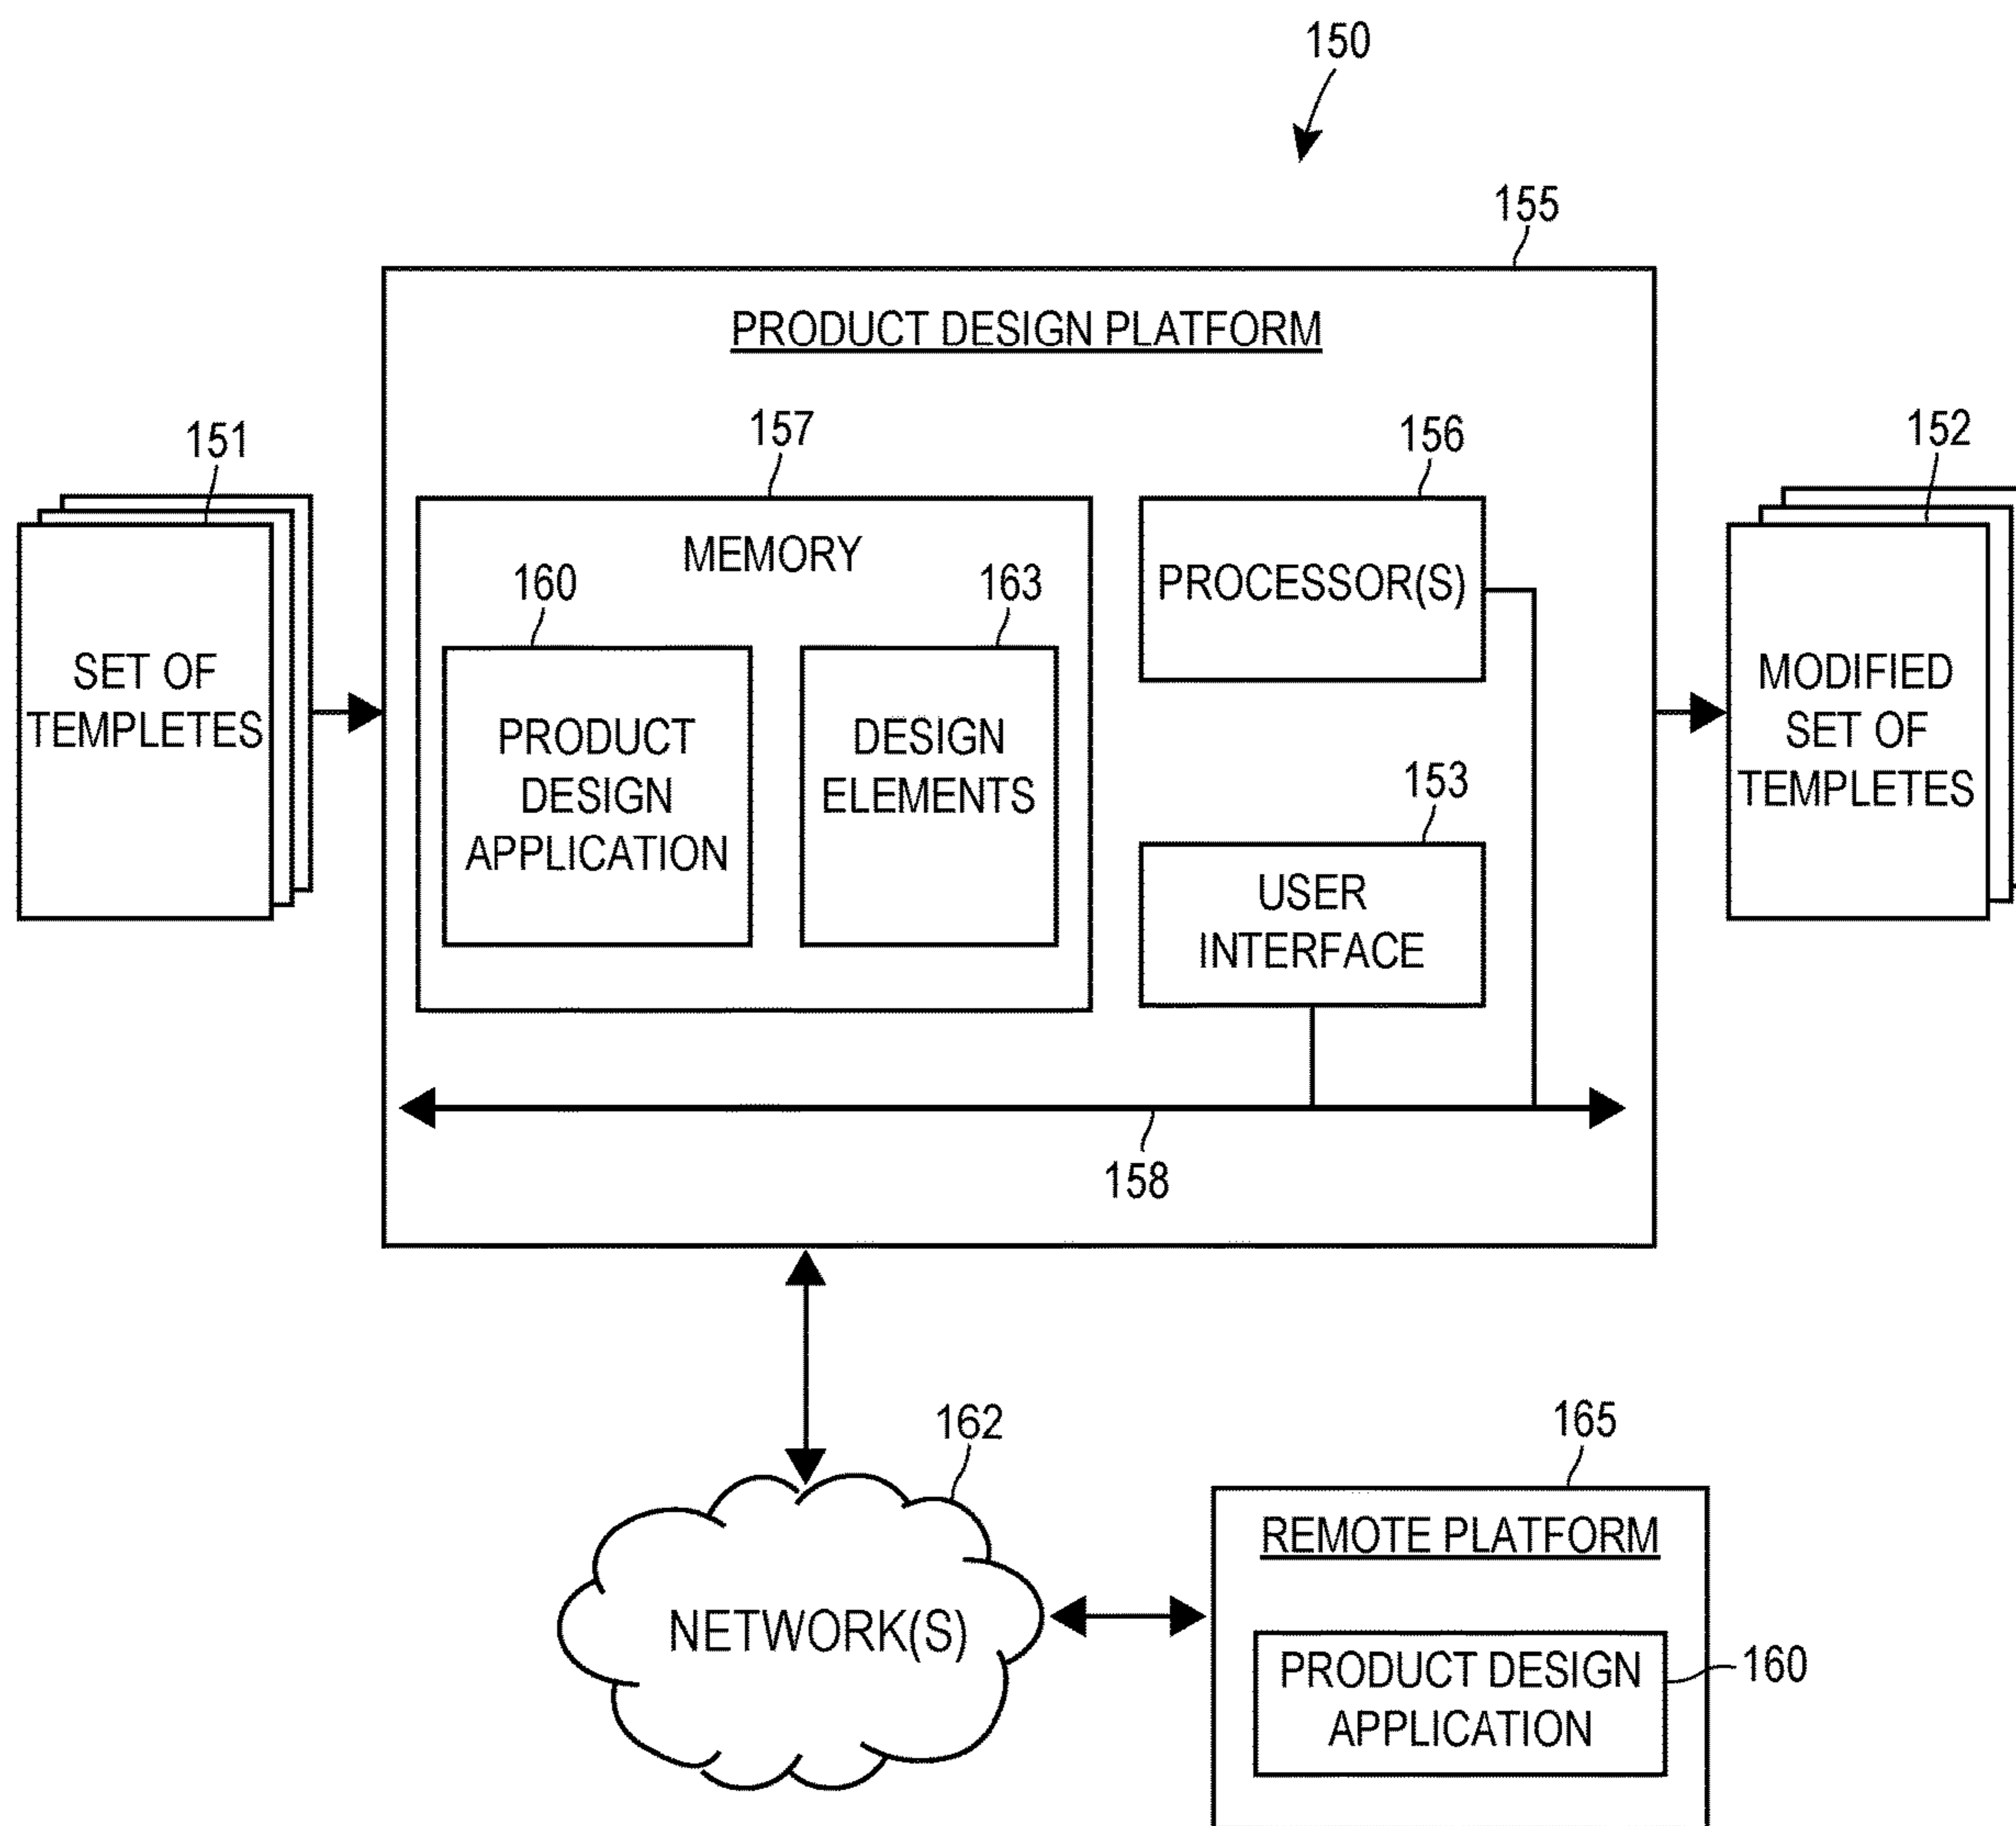 150
155
PRODUCT DESIGN PLATFORM
151
157
156
152
MEMORY
160
163
PROCESSOR(S)
SET OF
TEMPLETES
PRODUCT
DESIGN
APPLICATION
DESIGN
ELEMENTS
153
USER
INTERFACE
MODIFIED
SET OF
TEMPLETES
158
162
165
NETWORK(S)
REMOTE PLATFORM
PRODUCT DESIGN
APPLICATION
160